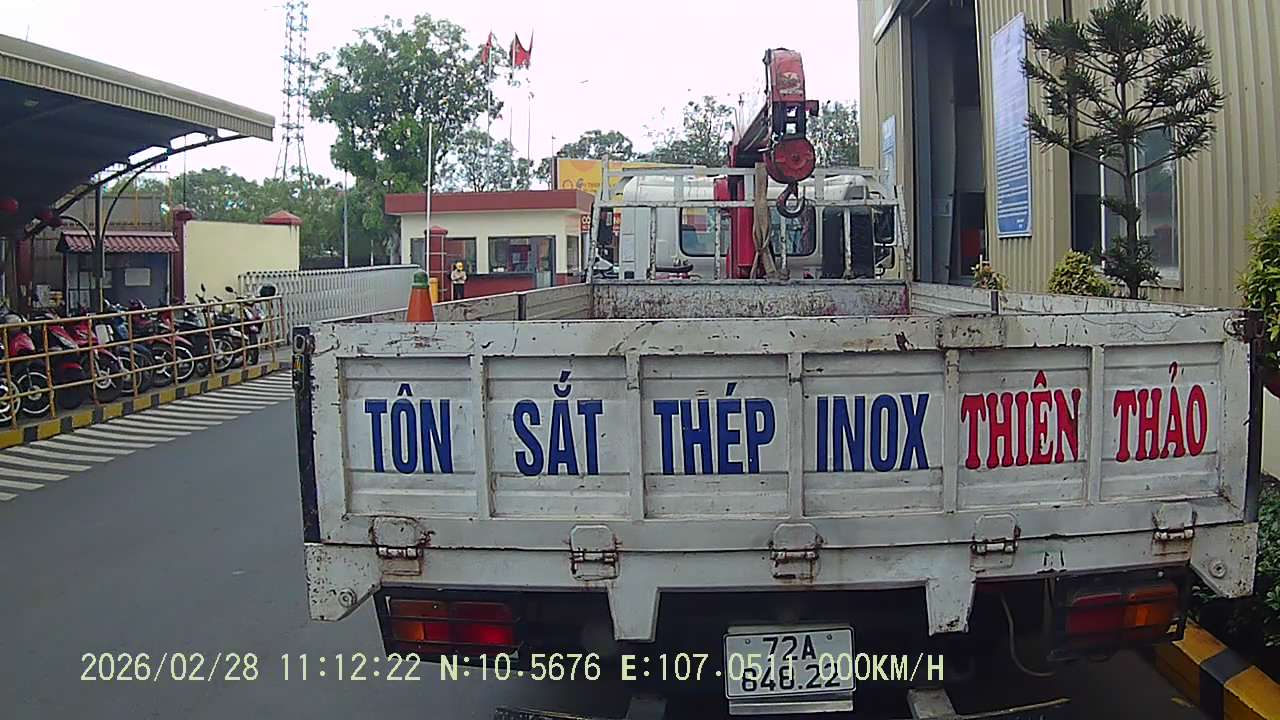 TÔN SẮT THÉP INOX THIÊN THẢO
72A
648.22
2026/02/28 11:12:22 N:10.5676 E:107.0511 000KM/H